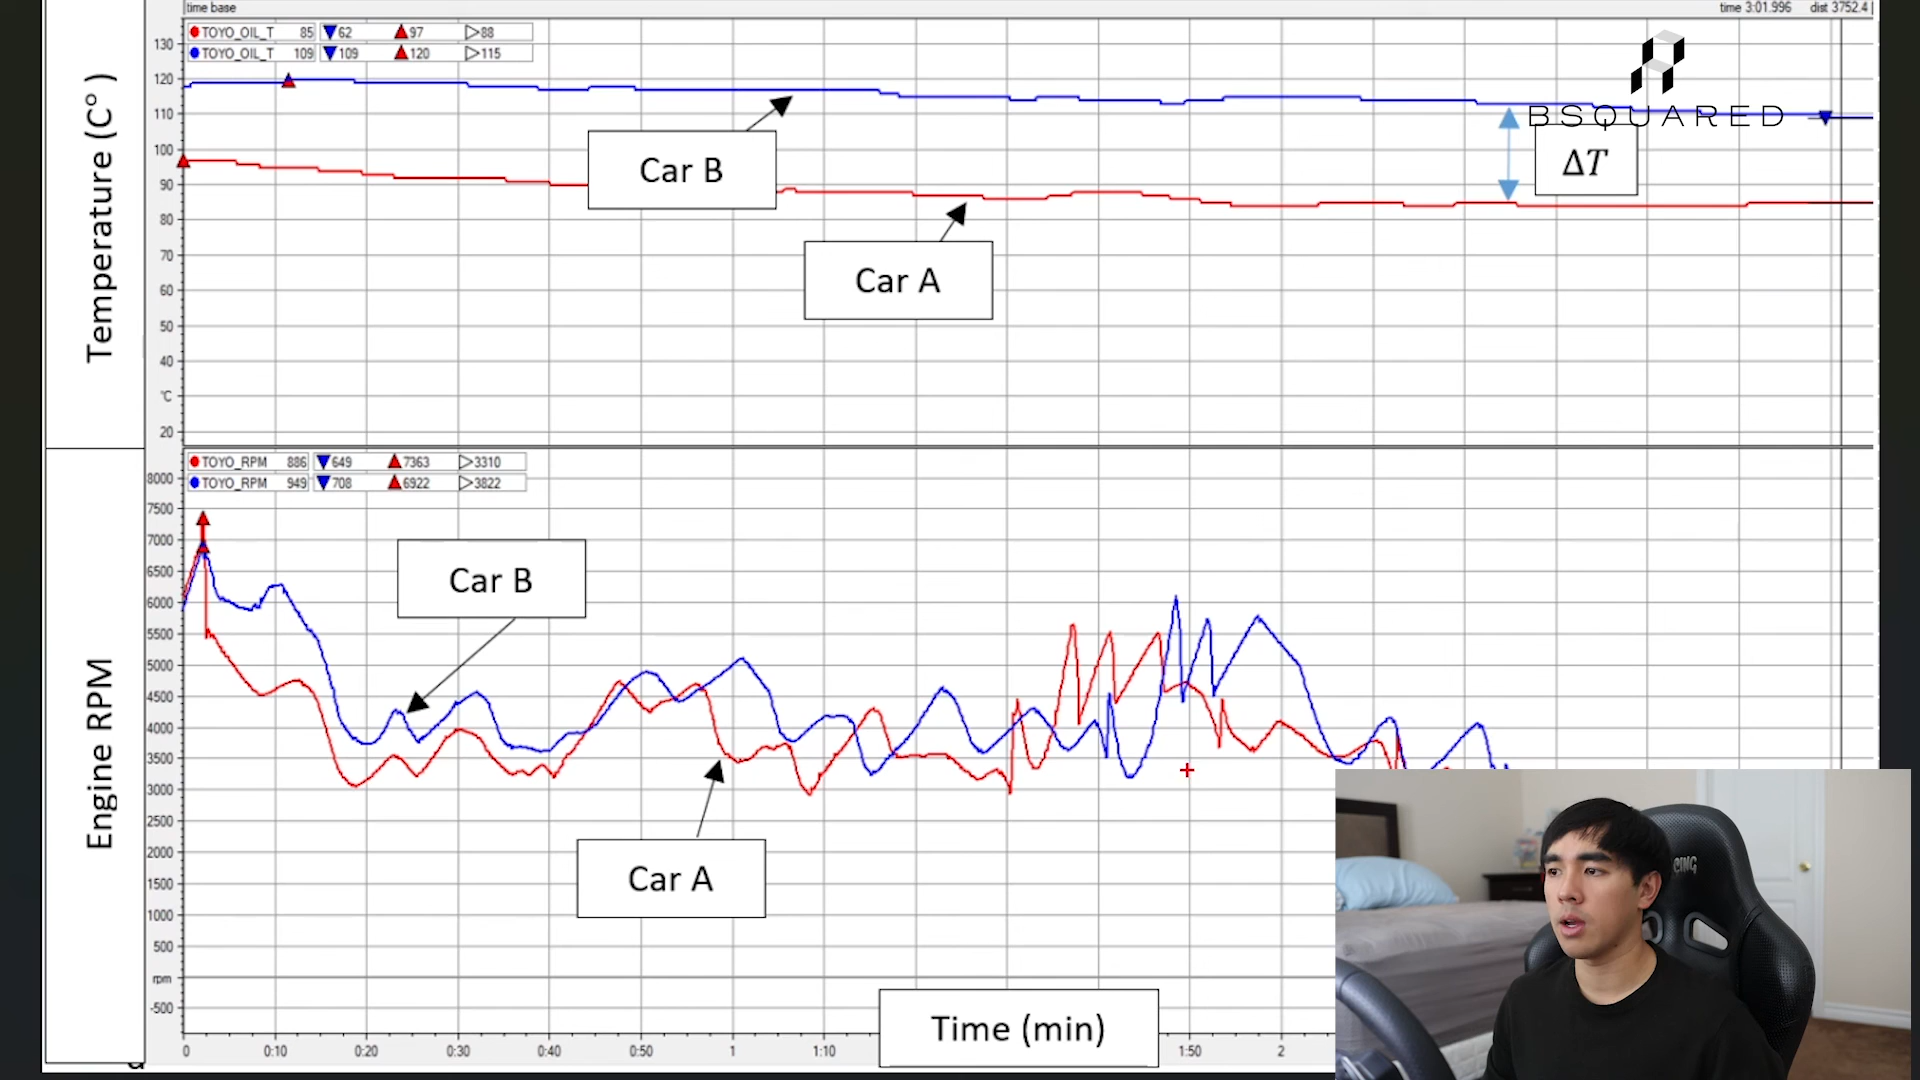 time base
time 3:01.996 dist 3752.4
TOYO_OIL_T 85 62 97 88
TOYO_OIL_T 109 109 120 115
Temperature (C° )
130
120
110
100
90
80
70
60
50
40
°C
20
BSQUARED
ΔT
Car B
Car A
TOYO_RPM 886 649 7363 3310
TOYO_RPM 949 708 6922 3822
Engine RPM
8000
7500
7000
6500
6000
5500
5000
4500
4000
3500
3000
2500
2000
1500
1000
500
rpm
-500
Car B
Car A
CING
Time (min)
0 0:10 0:20 0:30 0:40 0:50 1 1:10 1:50 2